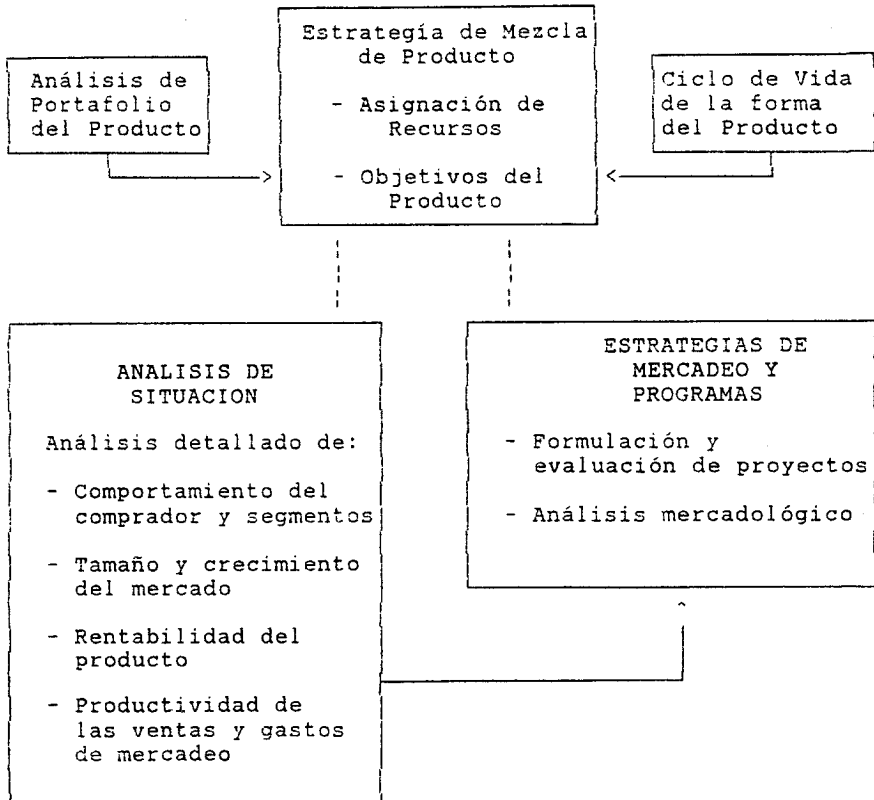 Estrategía de Mezcla
de Producto
- Asignación de
Recursos
- Objetivos del
Producto
Análisis de
Portafolio
del Producto
Ciclo de Vida
de la forma
del Producto
ANALISIS DE
SITUACION
Análisis detallado de:
- Comportamiento del
comprador y segmentos
- Tamaño y crecimiento
del mercado
- Rentabilidad del
producto
- Productividad de
las ventas y gastos
de mercadeo
ESTRATEGIAS DE
MERCADEO Y
PROGRAMAS
- Formulación y
evaluación de proyectos
- Análisis mercadológico